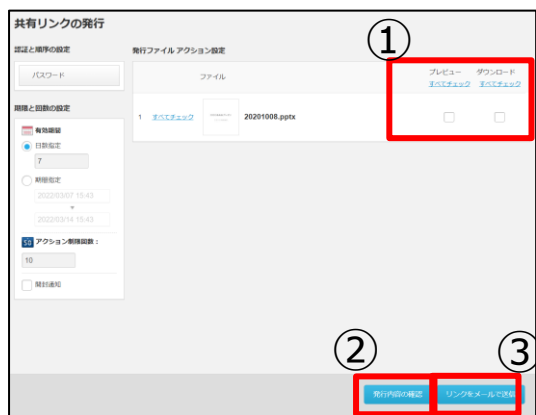 共有リンクの発行
認証と順序の設定
パスワード
期限と回数の設定
有効期間
日数指定
7
期間指定
2022/03/07 15:43
2022/03/14 15:43
50 アクション制限回数：
10
開封通知
発行ファイル アクション設定
ファイル
プレビュー ダウンロード
すべてチェック すべてチェック
1 すべてチェック 20201008.pptx
①
②
③
発行内容の確認
リンクをメールで送信